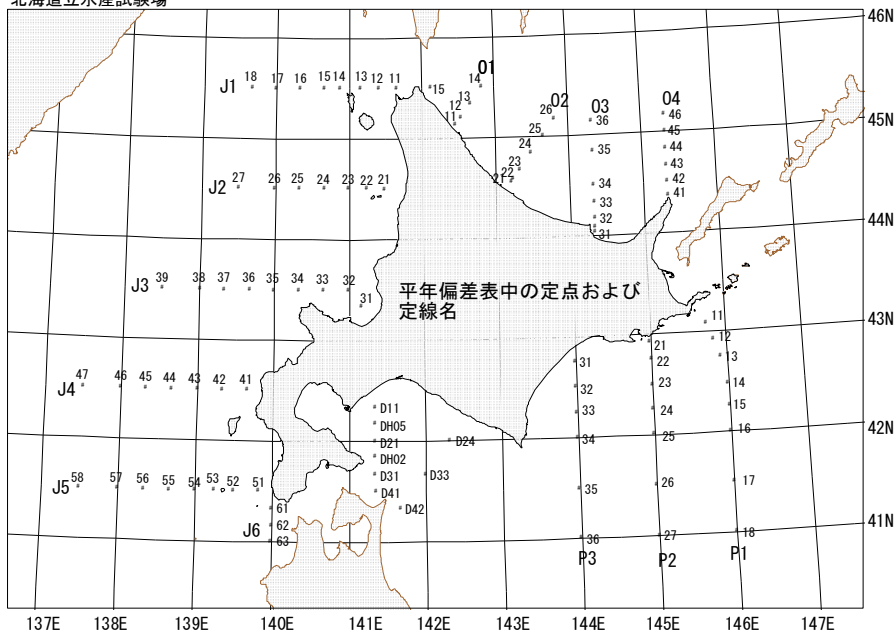 北海道立水産試験場
46N
J1 18 17 16 15 14 13 12 11
15 11 12 13 14 O1
21 22 23 24 25 26 O2
O3 36 35 34 33 32 31
O4 46 45 44 43 42 41
45N
J2 27 26 25 24 23 22 21
44N
J3 39 38 37 36 35 34 33 32 31
平年偏差表中の定点および
定線名
43N
J4 47 46 45 44 43 42 41
D11
DH05
D21 D24
DH02
D31 D33
D41 D42
31 32 33 34 35 36 P3
21 22 23 24 25 26 27 P2
11 12 13 14 15 16 17 18 P1
42N
J5 58 57 56 55 54 53 52 51
J6 61 62 63
41N
137E 138E 139E 140E 141E 142E 143E 144E 145E 146E 147E